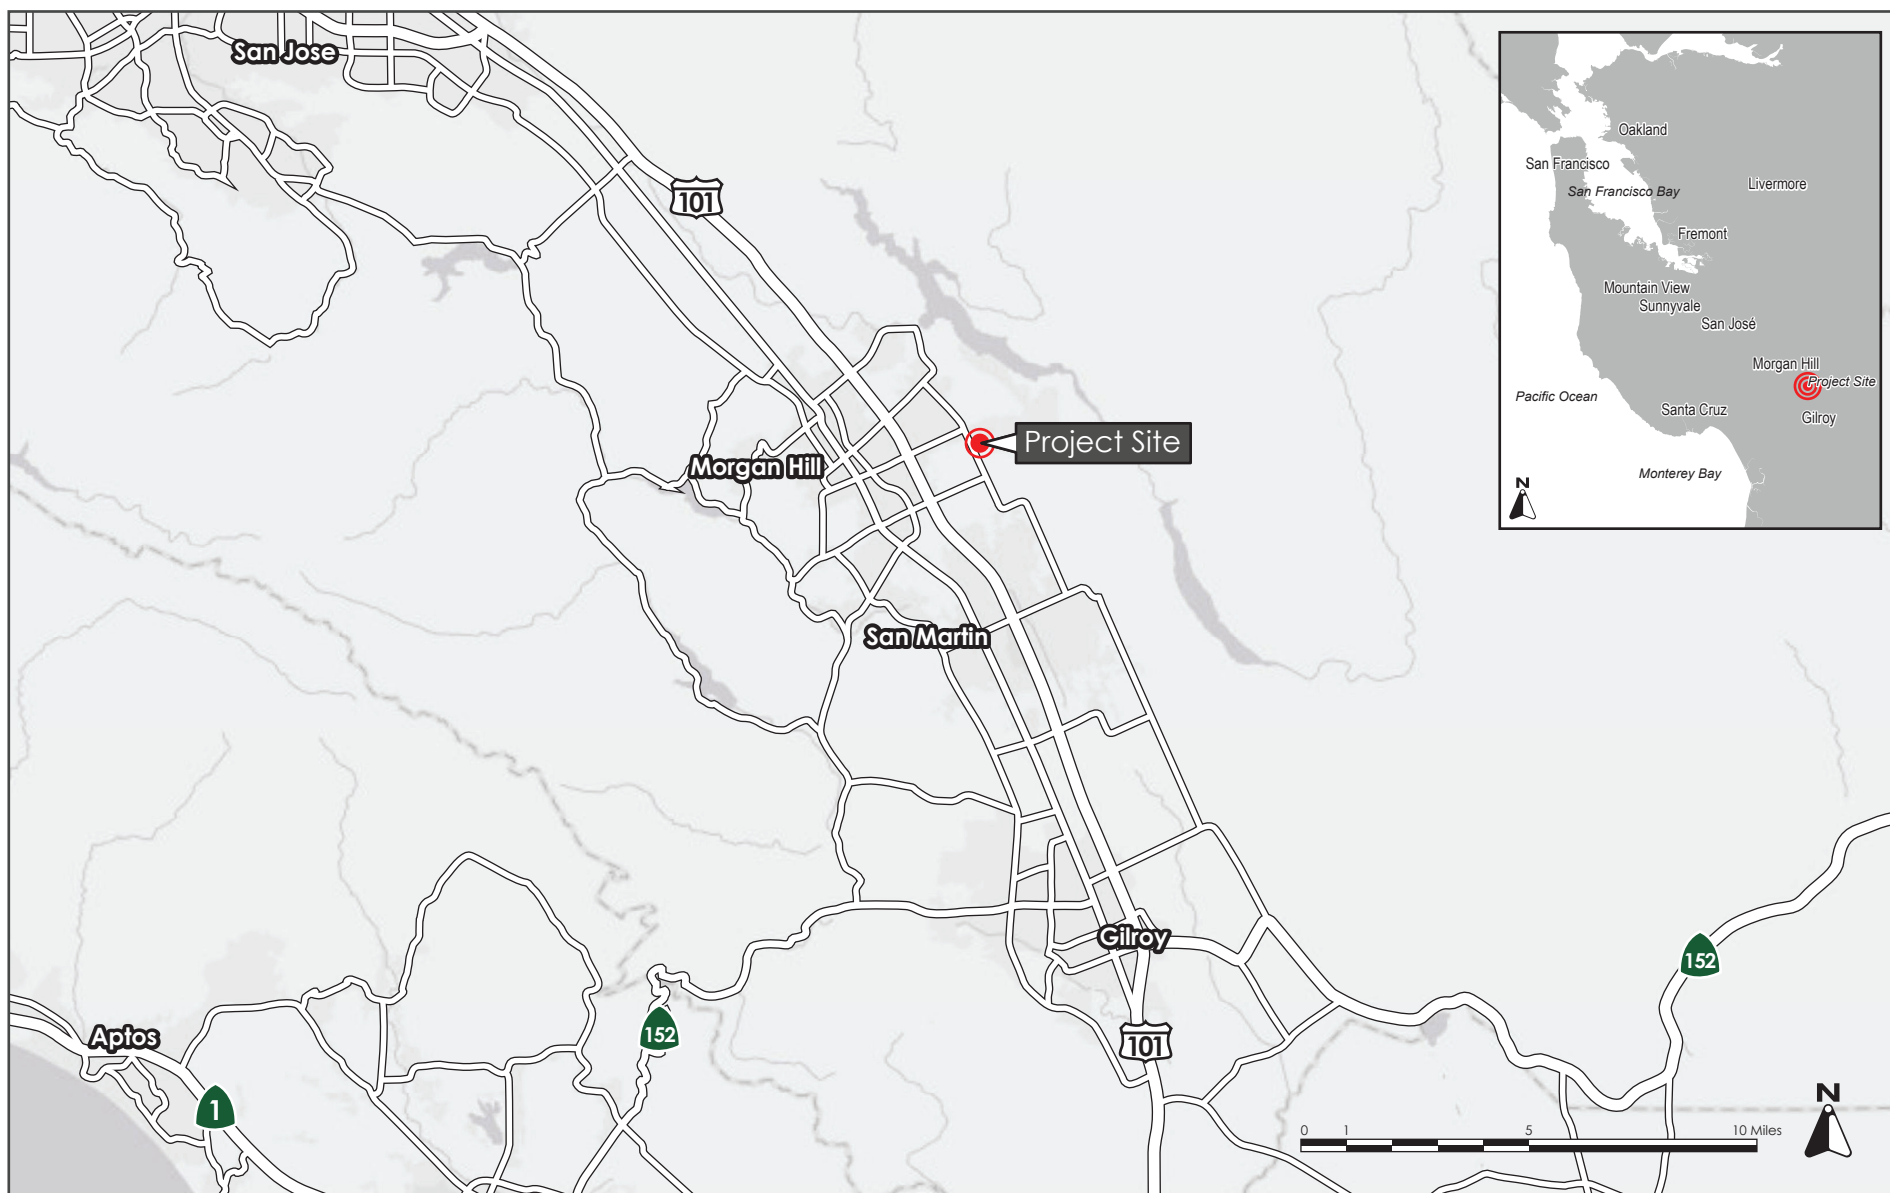 San Jose
101
Project Site
Morgan Hill
San Martin
Gilroy
152
152
Aptos
101
1
0 1 5 10 Miles
N
Oakland
San Francisco
San Francisco Bay
Livermore
Fremont
Mountain View
Sunnyvale
San José
Morgan Hill
Project Site
Pacific Ocean
Santa Cruz
Gilroy
Monterey Bay
N